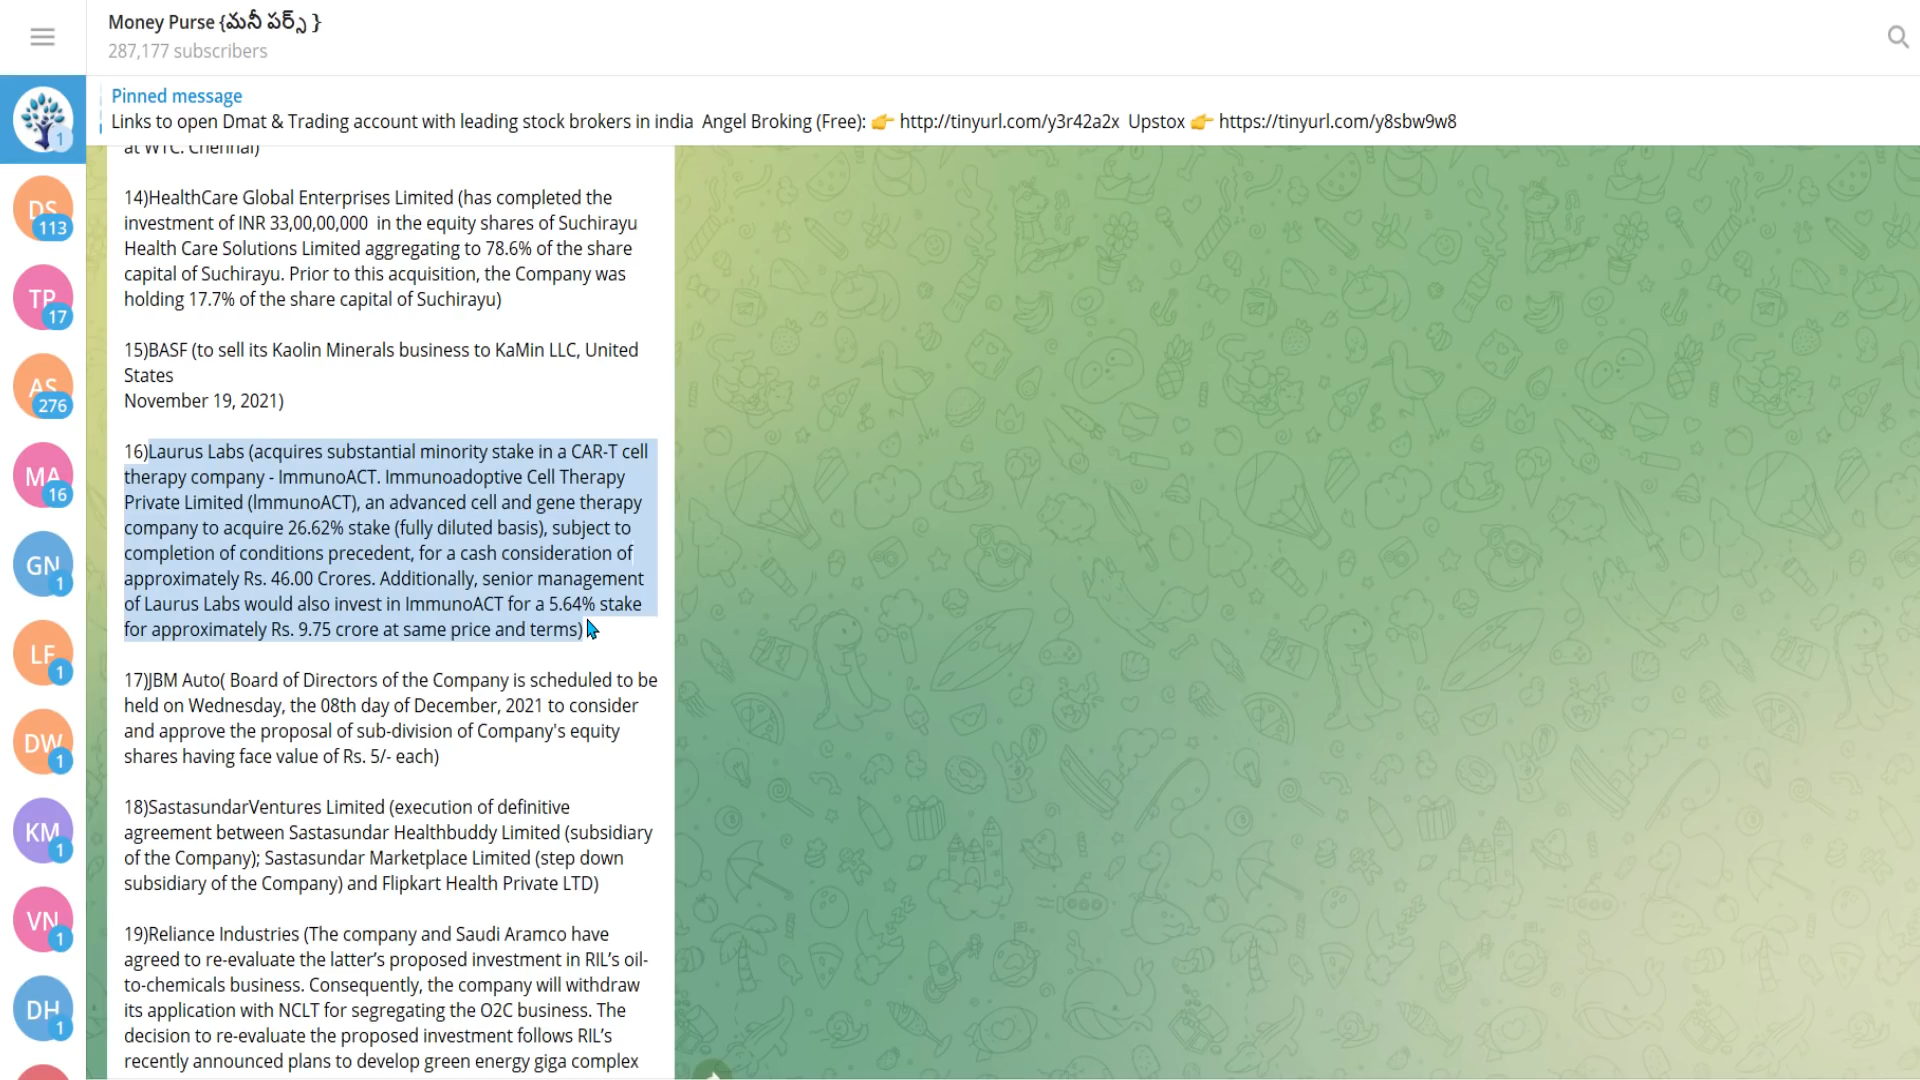 Money Purse {మనీ పర్స్ }
287,177 subscribers
Pinned message
Links to open Dmat & Trading account with leading stock brokers in india Angel Broking (Free): 👉 http://tinyurl.com/y3r42a2x Upstox 👉 https://tinyurl.com/y8sbw9w8
1
DS
113
TP
17
AS
276
MA
16
GN
1
LF
1
DW
1
KM
1
VN
1
DH
1
at WTC. Chennai)
14)HealthCare Global Enterprises Limited (has completed the
investment of INR 33,00,00,000 in the equity shares of Suchirayu
Health Care Solutions Limited aggregating to 78.6% of the share
capital of Suchirayu. Prior to this acquisition, the Company was
holding 17.7% of the share capital of Suchirayu)
15)BASF (to sell its Kaolin Minerals business to KaMin LLC, United
States
November 19, 2021)
16)Laurus Labs (acquires substantial minority stake in a CAR-T cell
therapy company - ImmunoACT. Immunoadoptive Cell Therapy
Private Limited (lmmunoACT), an advanced cell and gene therapy
company to acquire 26.62% stake (fully diluted basis), subject to
completion of conditions precedent, for a cash consideration of
approximately Rs. 46.00 Crores. Additionally, senior management
of Laurus Labs would also invest in ImmunoACT for a 5.64% stake
for approximately Rs. 9.75 crore at same price and terms)
17)JBM Auto( Board of Directors of the Company is scheduled to be
held on Wednesday, the 08th day of December, 2021 to consider
and approve the proposal of sub-division of Company's equity
shares having face value of Rs. 5/- each)
18)SastasundarVentures Limited (execution of definitive
agreement between Sastasundar Healthbuddy Limited (subsidiary
of the Company); Sastasundar Marketplace Limited (step down
subsidiary of the Company) and Flipkart Health Private LTD)
19)Reliance Industries (The company and Saudi Aramco have
agreed to re-evaluate the latter’s proposed investment in RIL’s oil-
to-chemicals business. Consequently, the company will withdraw
its application with NCLT for segregating the O2C business. The
decision to re-evaluate the proposed investment follows RIL’s
recently announced plans to develop green energy giga complex